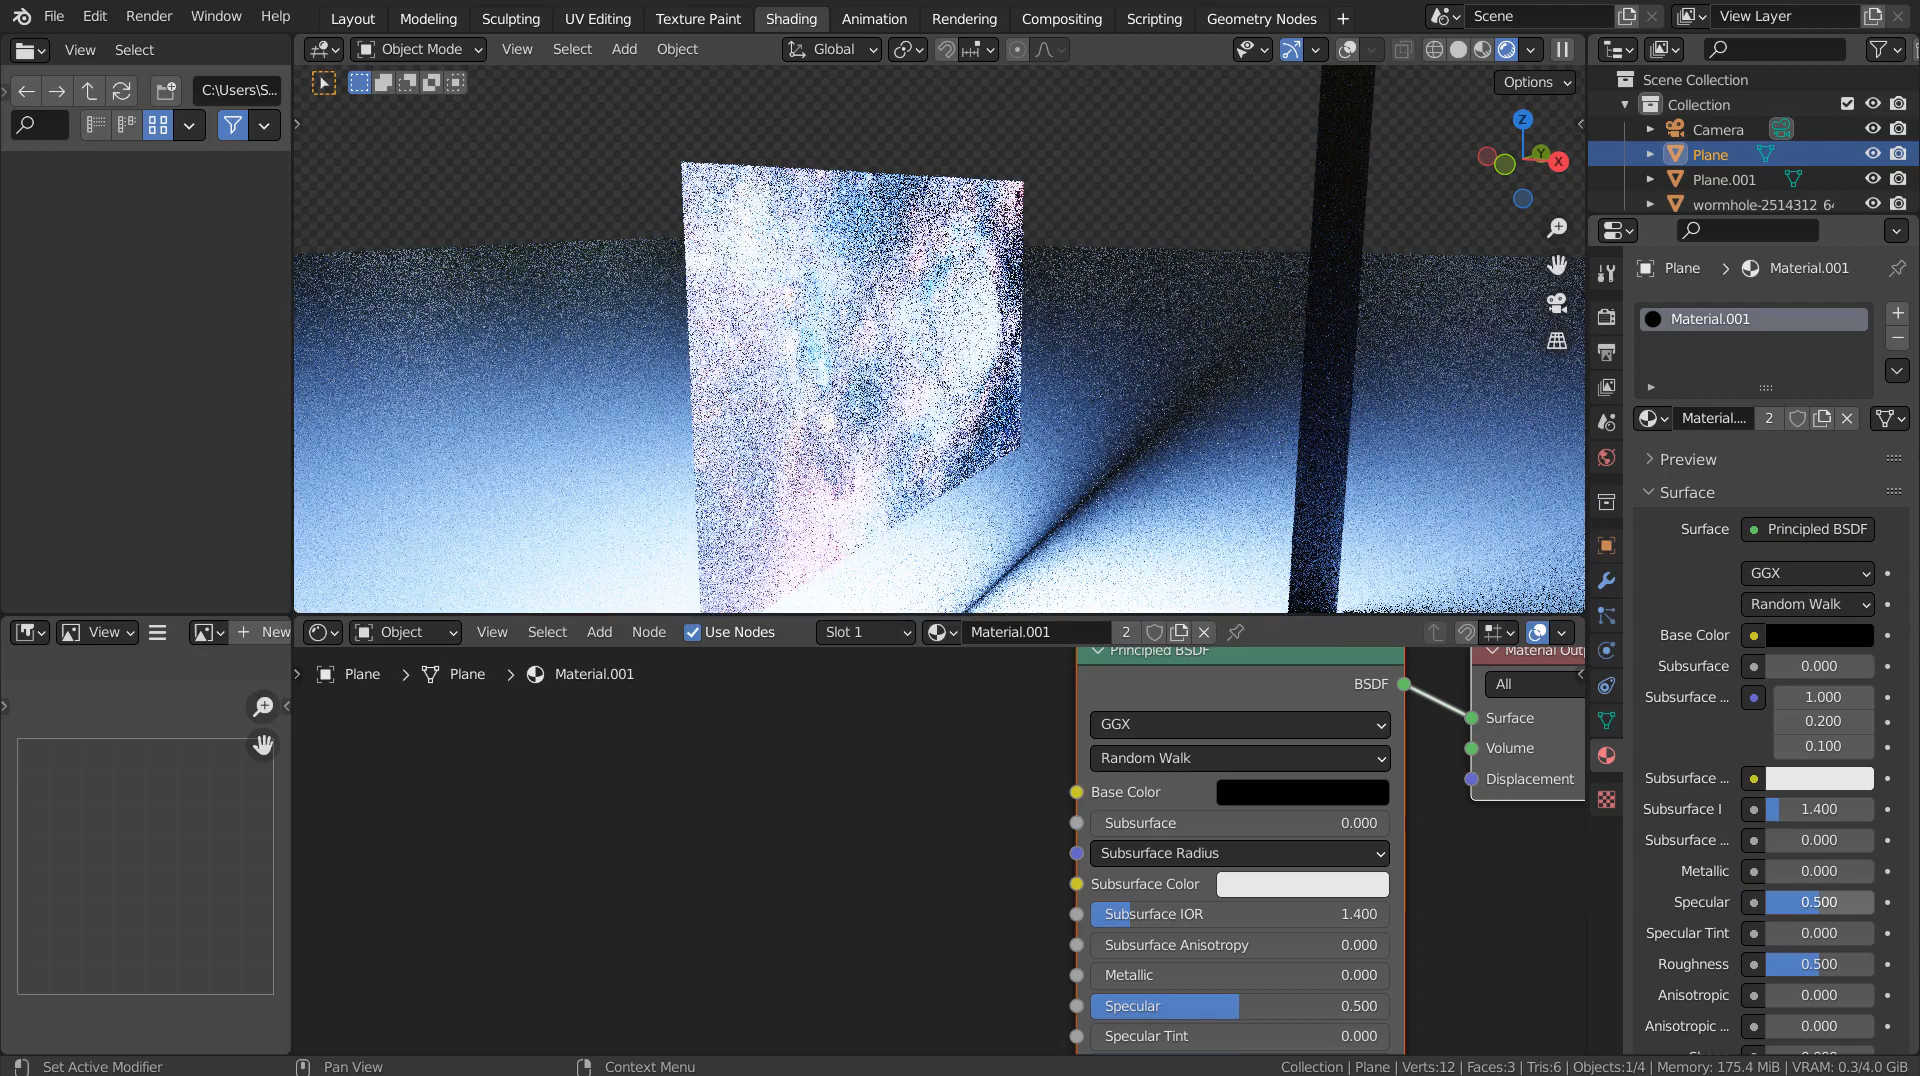 File Edit Render Window Help
Layout Modeling Sculpting UV Editing Texture Paint Shading Animation Rendering Compositing Scripting Geometry Nodes +
Scene
View Layer
View Select
Object Mode View Select Add Object
Global
C:\Users\S...
Options
Z
Y
X
Scene Collection
Collection
Camera
Plane
Plane.001
wormhole-2514312_6
Plane > Material.001
Material.001
Material.... 2
Preview
Surface
Surface Principled BSDF
GGX
Random Walk
Base Color
Subsurface 0.000
Subsurface ... 1.000
0.200
0.100
Subsurface ...
Subsurface I 1.400
Subsurface ... 0.000
Metallic 0.000
Specular 0.500
Specular Tint 0.000
Roughness 0.500
Anisotropic 0.000
Anisotropic ... 0.000
View
+ New
Object View Select Add Node Use Nodes Slot 1 Material.001 2
Plane > Plane > Material.001
Principled BSDF
BSDF
GGX
Random Walk
Base Color
Subsurface 0.000
Subsurface Radius
Subsurface Color
Subsurface IOR 1.400
Subsurface Anisotropy 0.000
Metallic 0.000
Specular 0.500
Specular Tint 0.000
Material Outp
All
Surface
Volume
Displacement
Set Active Modifier Pan View Context Menu
Collection | Plane | Verts:12 | Faces:3 | Tris:6 | Objects:1/4 | Memory: 175.4 MiB | VRAM: 0.3/4.0 GiB